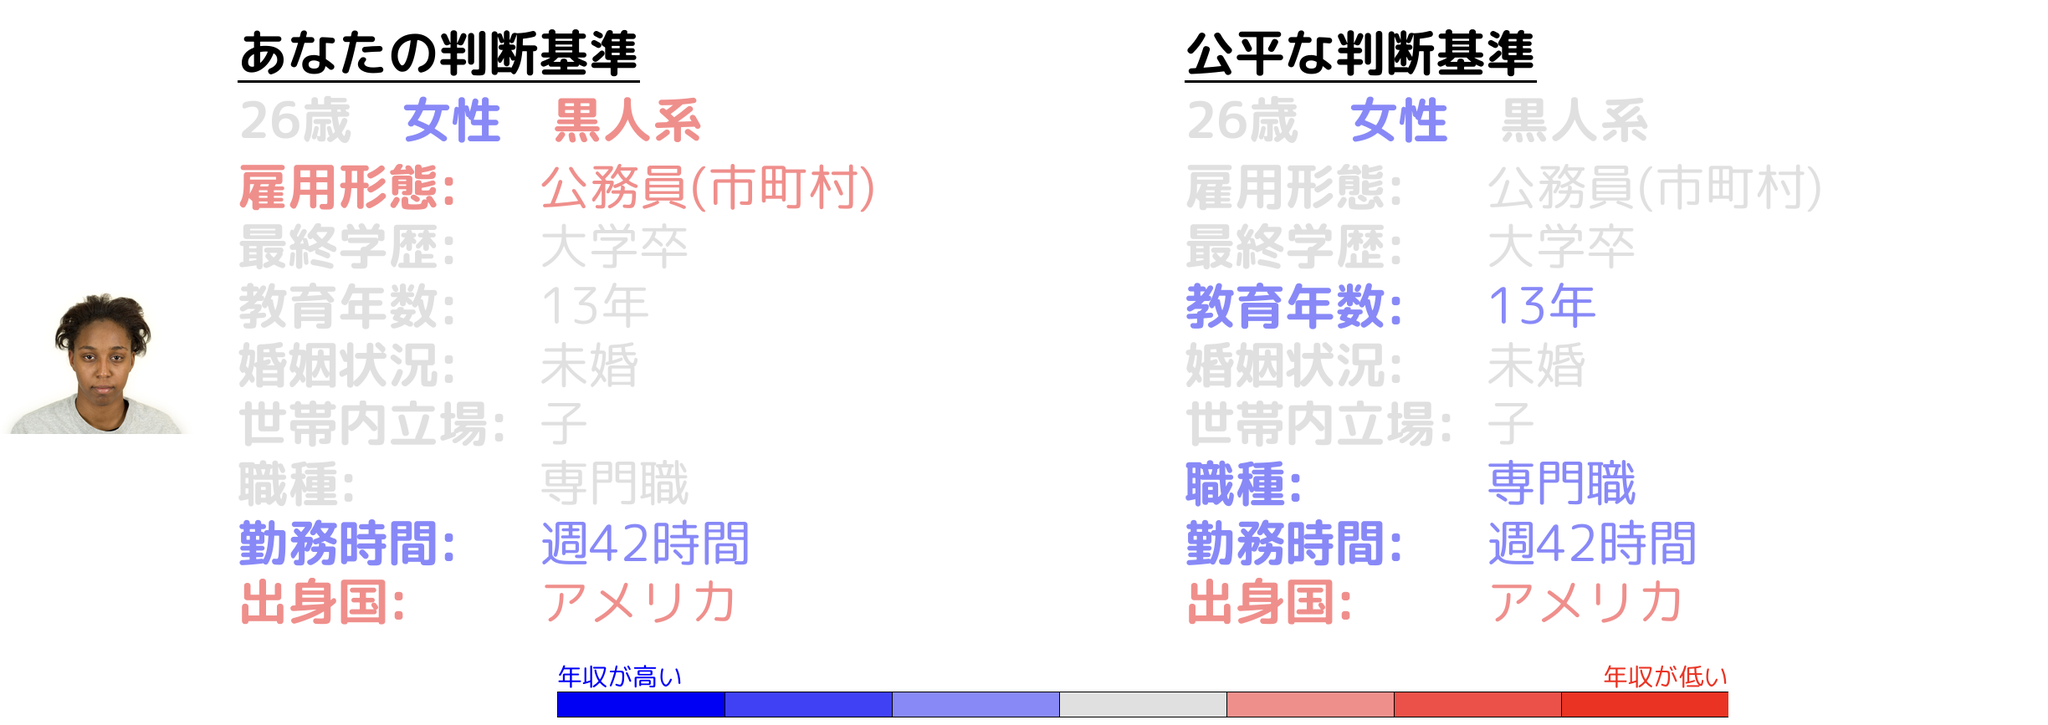 あなたの判断基準
26歳 女性 黒人系
雇用形態: 公務員(市町村)
最終学歴: 大学卒
教育年数: 13年
婚姻状況: 未婚
世帯内立場: 子
職種: 専門職
勤務時間: 週42時間
出身国: アメリカ
公平な判断基準
26歳 女性 黒人系
雇用形態: 公務員(市町村)
最終学歴: 大学卒
教育年数: 13年
婚姻状況: 未婚
世帯内立場: 子
職種: 専門職
勤務時間: 週42時間
出身国: アメリカ
年収が高い
年収が低い